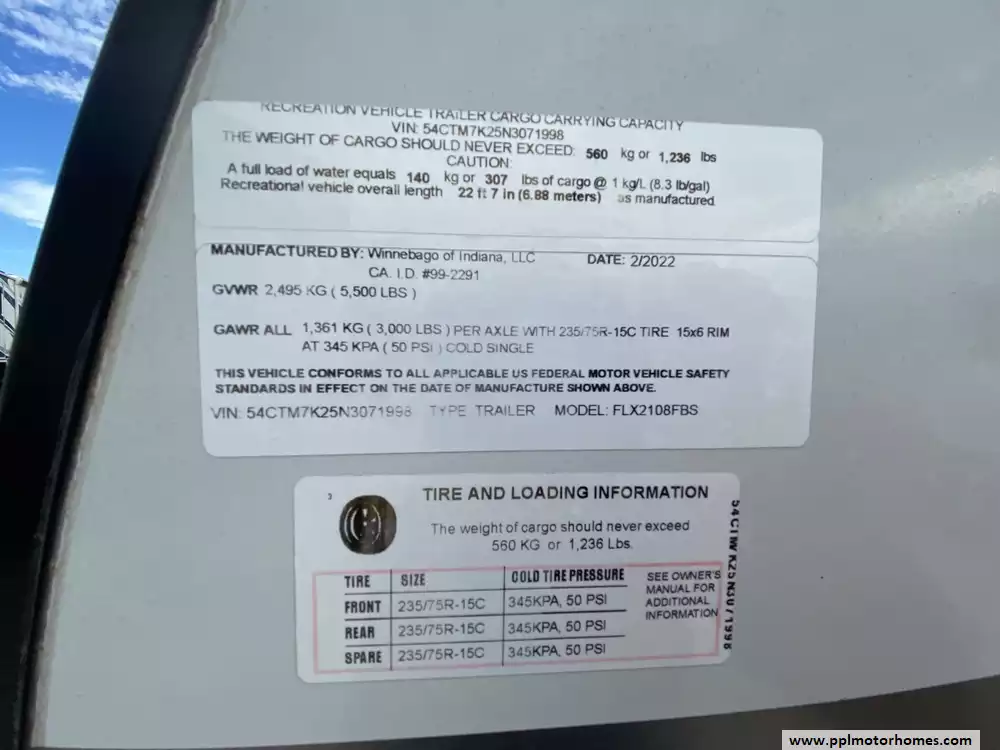 RECREATION VEHICLE TRAILER CARGO CARRYING CAPACITY
VIN: 54CTM7K25N3071998
THE WEIGHT OF CARGO SHOULD NEVER EXCEED: 560 kg or 1,236 lbs
CAUTION:
A full load of water equals 140 kg or 307 lbs of cargo @ 1 kg/L (8.3 lb/gal)
Recreational vehicle overall length 22 ft 7 in (6.88 meters) as manufactured
MANUFACTURED BY: Winnebago of Indiana, LLC DATE: 2/2022
CA. I.D. #99-2291
GVWR 2,495 KG ( 5,500 LBS )
GAWR ALL 1,361 KG ( 3,000 LBS ) PER AXLE WITH 235/75R-15C TIRE 15x6 RIM
AT 345 KPA ( 50 PSI ) COLD SINGLE
THIS VEHICLE CONFORMS TO ALL APPLICABLE US FEDERAL MOTOR VEHICLE SAFETY
STANDARDS IN EFFECT ON THE DATE OF MANUFACTURE SHOWN ABOVE.
VIN: 54CTM7K25N3071998 TYPE TRAILER MODEL: FLX2108FBS
3
TIRE AND LOADING INFORMATION
The weight of cargo should never exceed
560 KG or 1,236 Lbs.
TIRE SIZE COLD TIRE PRESSURE
FRONT 235/75R-15C 345KPA, 50 PSI
REAR 235/75R-15C 345KPA, 50 PSI
SPARE 235/75R-15C 345KPA, 50 PSI
SEE OWNER'S
MANUAL FOR
ADDITIONAL
INFORMATION
54CTM7K25N3071998
www.pplmotorhomes.com